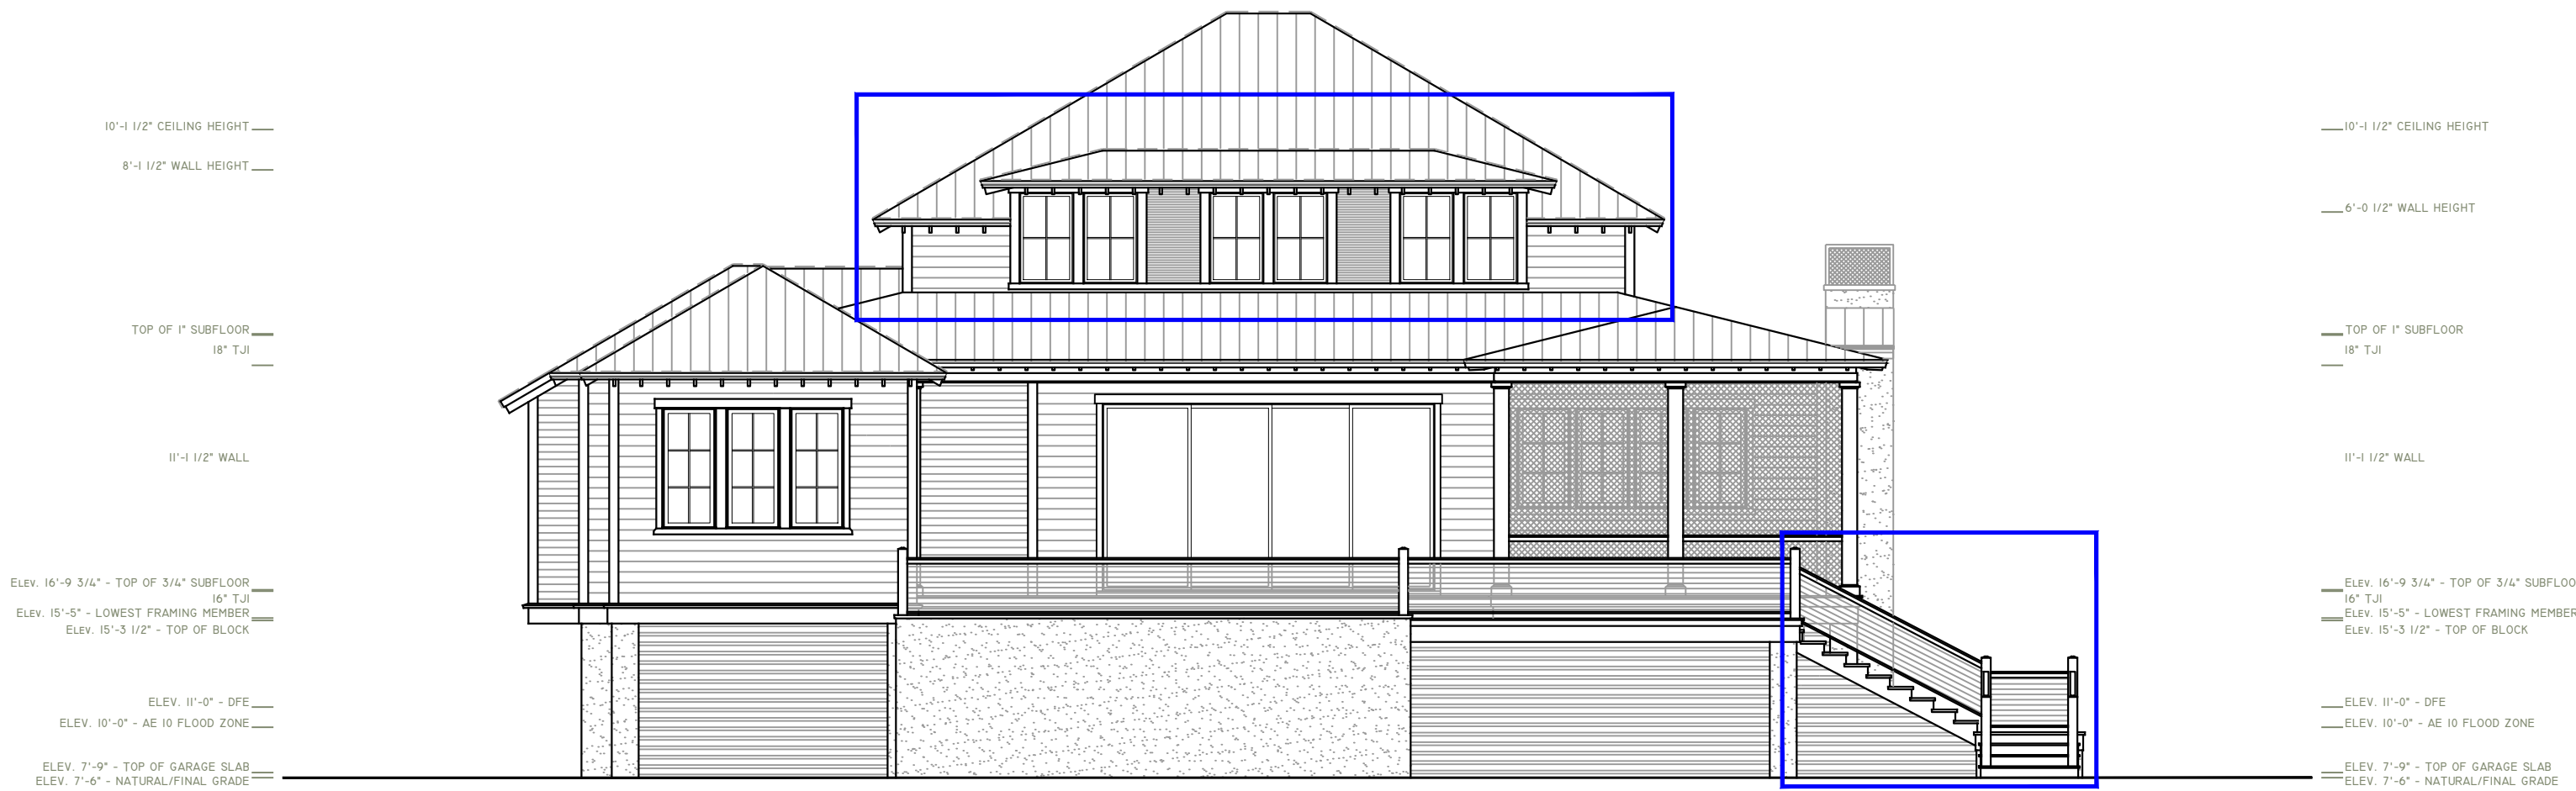 10'-1 1/2" CEILING HEIGHT
8'-1 1/2" WALL HEIGHT
TOP OF 1" SUBFLOOR
18" TJI
11'-1 1/2" WALL
ELEV. 16'-9 3/4" - TOP OF 3/4" SUBFLOOR
16" TJI
ELEV. 15'-5" - LOWEST FRAMING MEMBER
ELEV. 15'-3 1/2" - TOP OF BLOCK
ELEV. 11'-0" - DFE
ELEV. 10'-0" - AE 10 FLOOD ZONE
ELEV. 7'-9" - TOP OF GARAGE SLAB
ELEV. 7'-6" - NATURAL/FINAL GRADE
10'-1 1/2" CEILING HEIGHT
6'-0 1/2" WALL HEIGHT
TOP OF 1" SUBFLOOR
18" TJI
11'-1 1/2" WALL
ELEV. 16'-9 3/4" - TOP OF 3/4" SUBFLOO
16" TJI
ELEV. 15'-5" - LOWEST FRAMING MEMBER
ELEV. 15'-3 1/2" - TOP OF BLOCK
ELEV. 11'-0" - DFE
ELEV. 10'-0" - AE 10 FLOOD ZONE
ELEV. 7'-9" - TOP OF GARAGE SLAB
ELEV. 7'-6" - NATURAL/FINAL GRADE